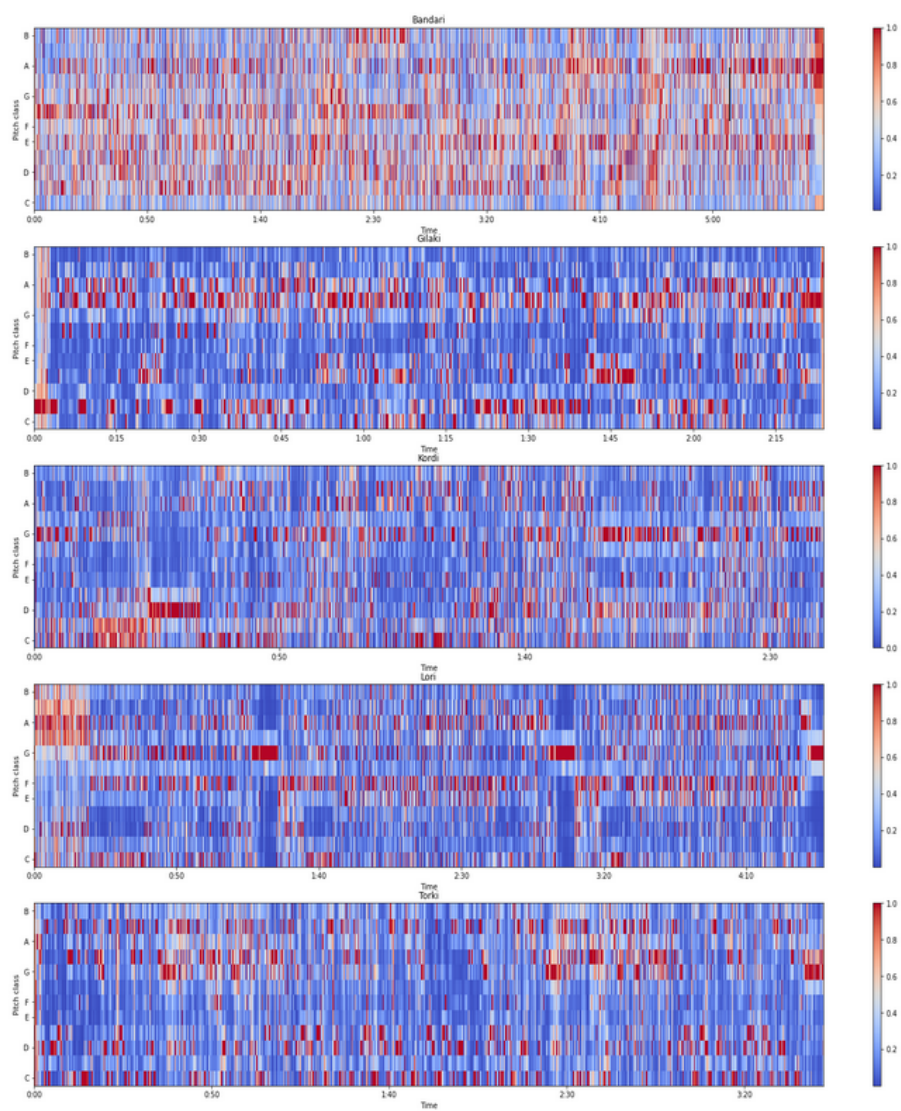 Bandari
Pitch class
B
A
G
F
E
D
C
0:00 0:50 1:40 2:30 3:20 4:10 5:00
Time
1.0
0.8
0.6
0.4
0.2
Gilaki
Pitch class
B
A
G
F
E
D
C
0:00 0:15 0:30 0:45 1:00 1:15 1:30 1:45 2:00 2:15
Time
1.0
0.8
0.6
0.4
0.2
Kordi
Pitch class
B
A
G
F
E
D
C
0:00 0:50 1:40 2:30
Time
1.0
0.8
0.6
0.4
0.2
0.0
Lori
Pitch class
B
A
G
F
E
D
C
0:00 0:50 1:40 2:30 3:20 4:10
Time
1.0
0.8
0.6
0.4
0.2
Torki
Pitch class
B
A
G
F
E
D
C
0:00 0:50 1:40 2:30 3:20
Time
1.0
0.8
0.6
0.4
0.2